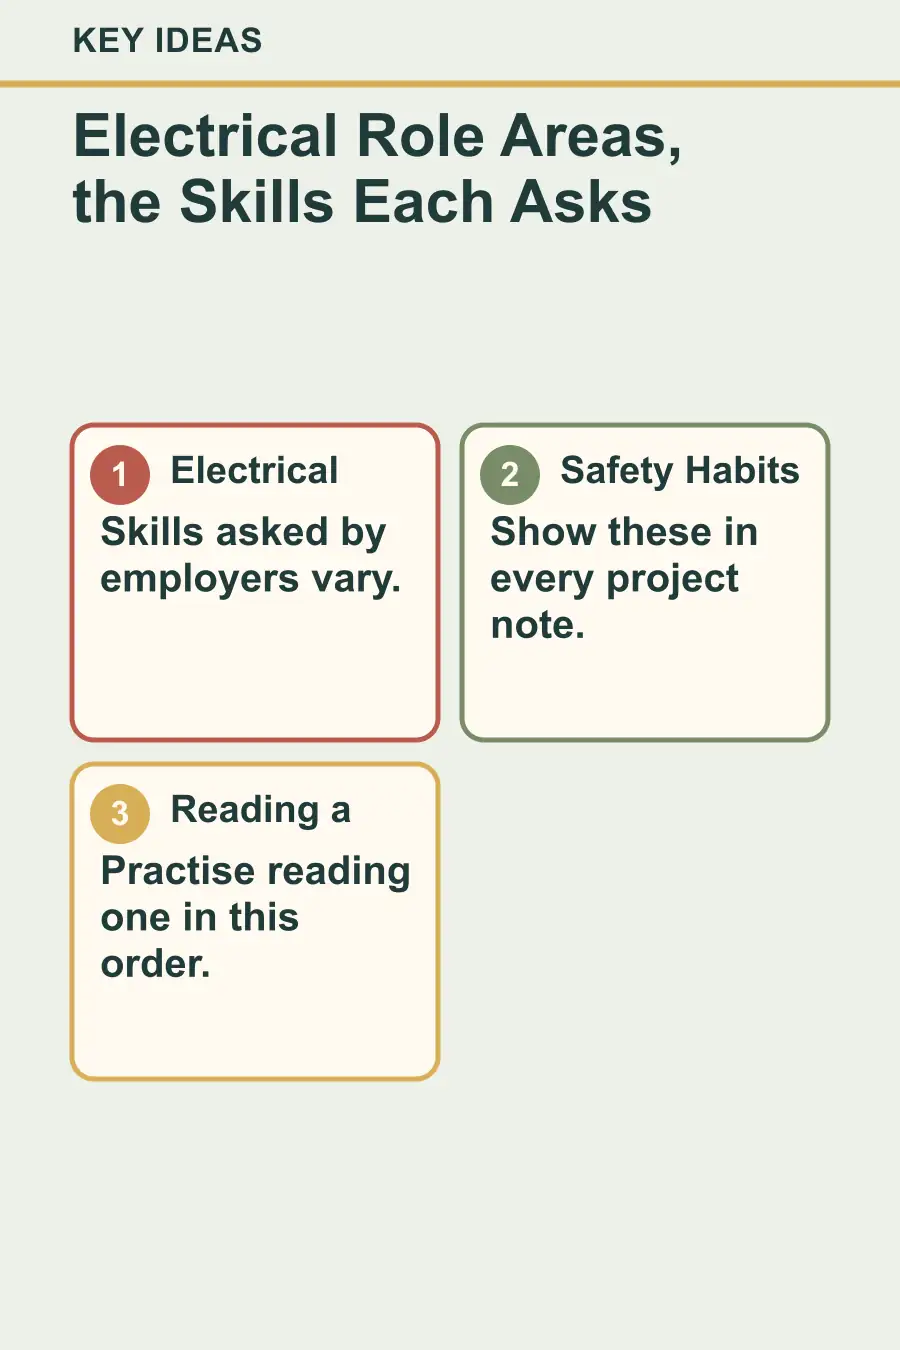 KEY IDEAS
Electrical Role Areas,
the Skills Each Asks
1 Electrical
Skills asked by
employers vary.
2 Safety Habits
Show these in
every project
note.
3 Reading a
Practise reading
one in this
order.